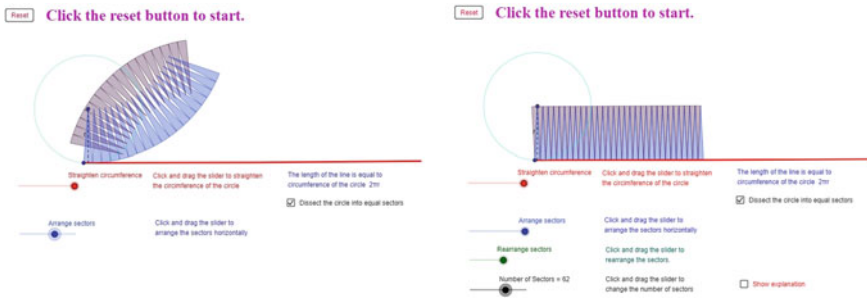 Reset Click the reset button to start.
Straighten circumference Click and drag the slider to straighten The length of the line is equal to
the circimference of the circle circumference of the circle 2πr
Dissect the circle into equal sectors
Arrange sectors Click and drag the slider to
arrange the sectors horizontally
Reset Click the reset button to start.
Straighten circumference Click and drag the slider to straighten The length of the line is equal to
the circimference of the circle circumference of the circle 2πr
Dissect the circle into equal sectors
Arrange sectors Click and drag the slider to
arrange the sectors horizontally
Rearrange sectors Click and drag the slider to
rearrange the sectors.
Number of Sectors = 62 Click and drag the slider to
change the number of sectors
Show explanation